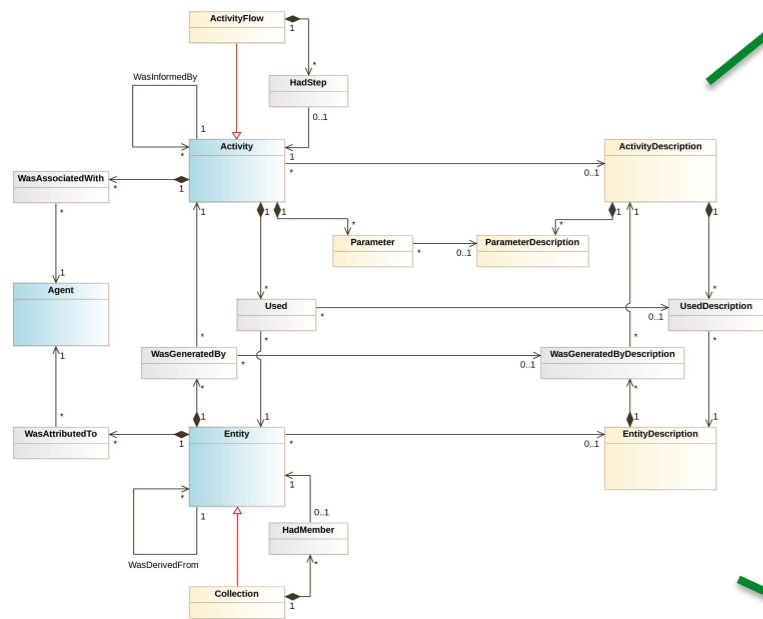 ActivityFlow
1
*
HadStep
WasInformedBy
0..1
1
*
Activity
1
*
0..1
ActivityDescription
WasAssociatedWith
*
1
*
1
1
1
1
1
1
*
*
Parameter
*
0..1
ParameterDescription
1
Agent
*
*
Used
*
0..1
UsedDescription
1
*
*
*
WasGeneratedBy
*
0..1
WasGeneratedByDescription
*
*
*
1
1
1
1
WasAttributedTo
*
1
Entity
*
0..1
EntityDescription
*
1
1
0..1
HadMember
*
WasDerivedFrom
Collection
1